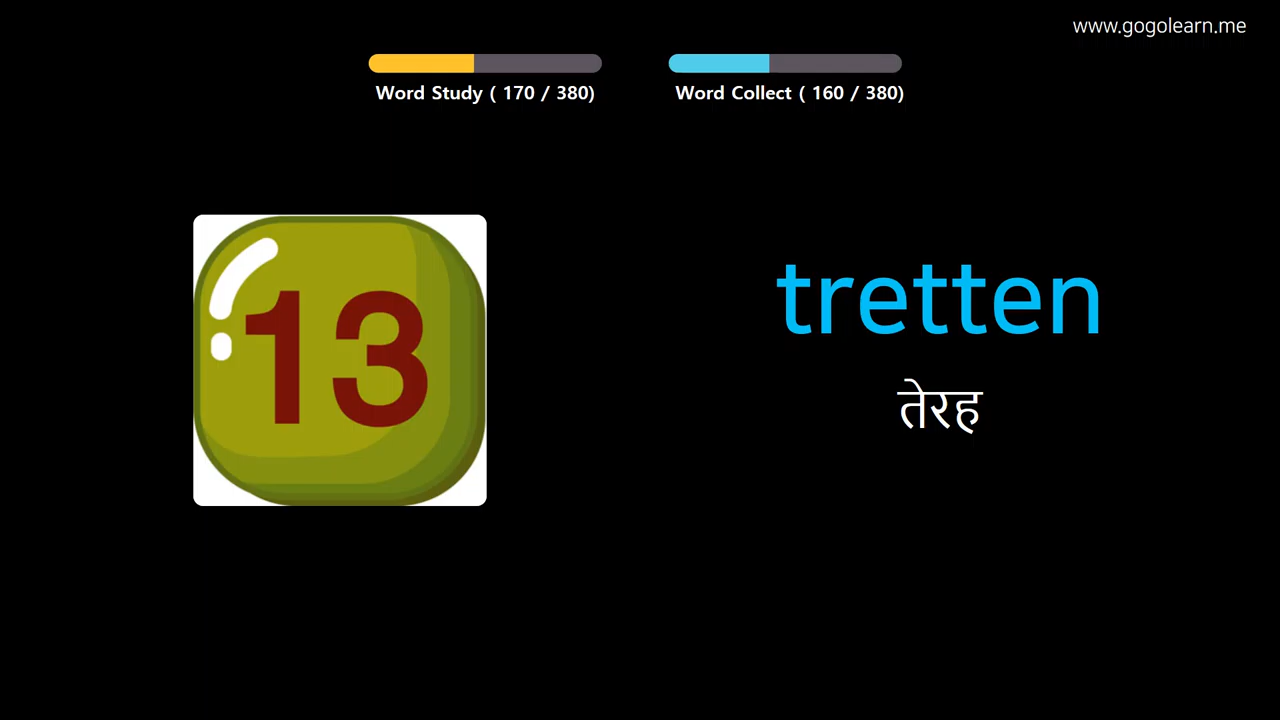 www.gogolearn.me
Word Study ( 170 / 380)
Word Collect ( 160 / 380)
13
tretten
तेरह